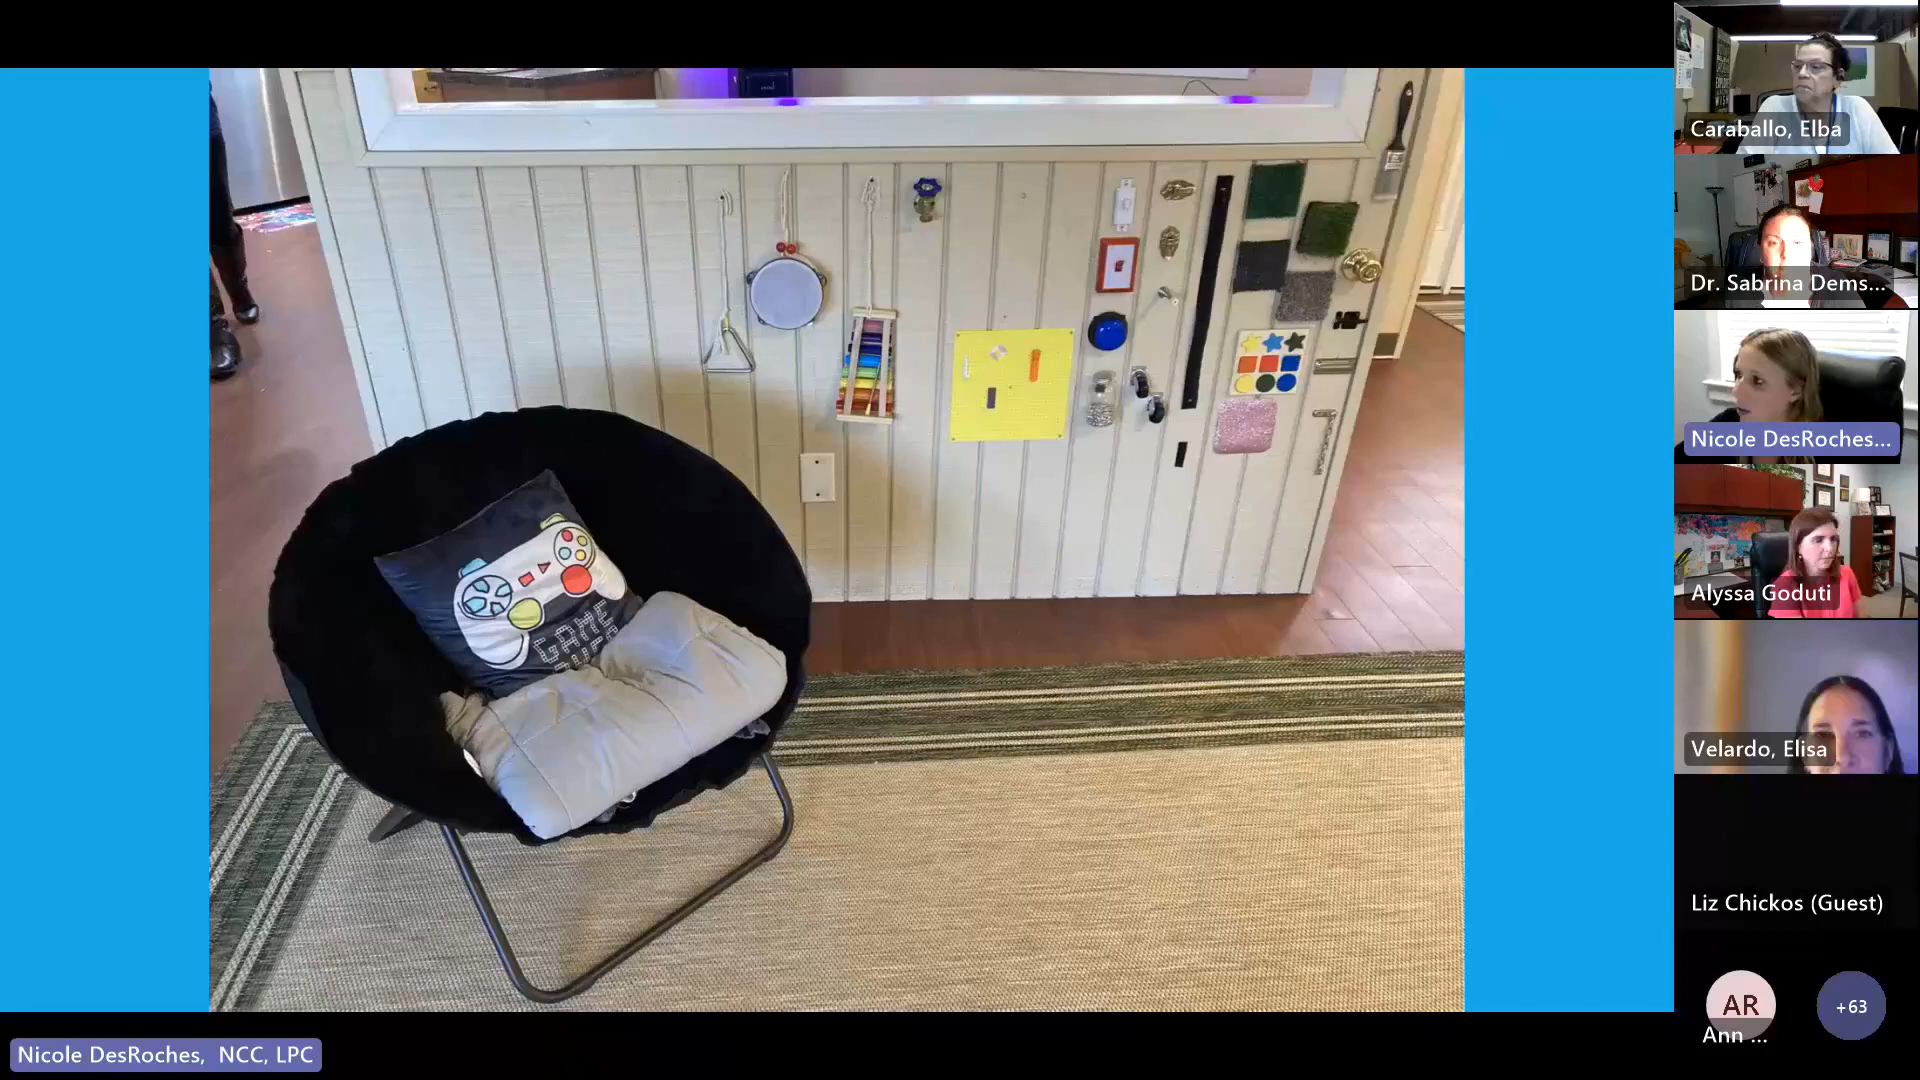 Caraballo, Elba
Dr. Sabrina Dems...
Nicole DesRoches...
Alyssa Goduti
Velardo, Elisa
Liz Chickos (Guest)
AR
Ann ...
+63
GAME
Nicole DesRoches, NCC, LPC